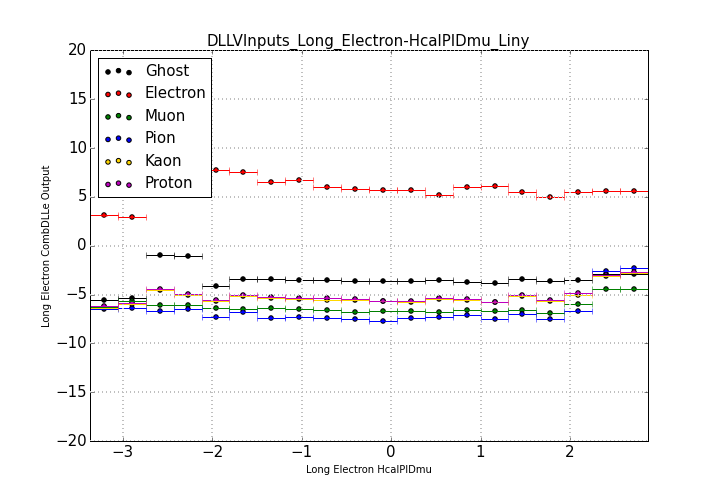 DLLVInputs_Long_Electron-HcalPIDmu_Liny
20
15
10
5
0
−5
−10
−15
−20
Long Electron CombDLLe Output
Ghost
Electron
Muon
Pion
Kaon
Proton
−3 −2 −1 0 1 2
Long Electron HcalPIDmu